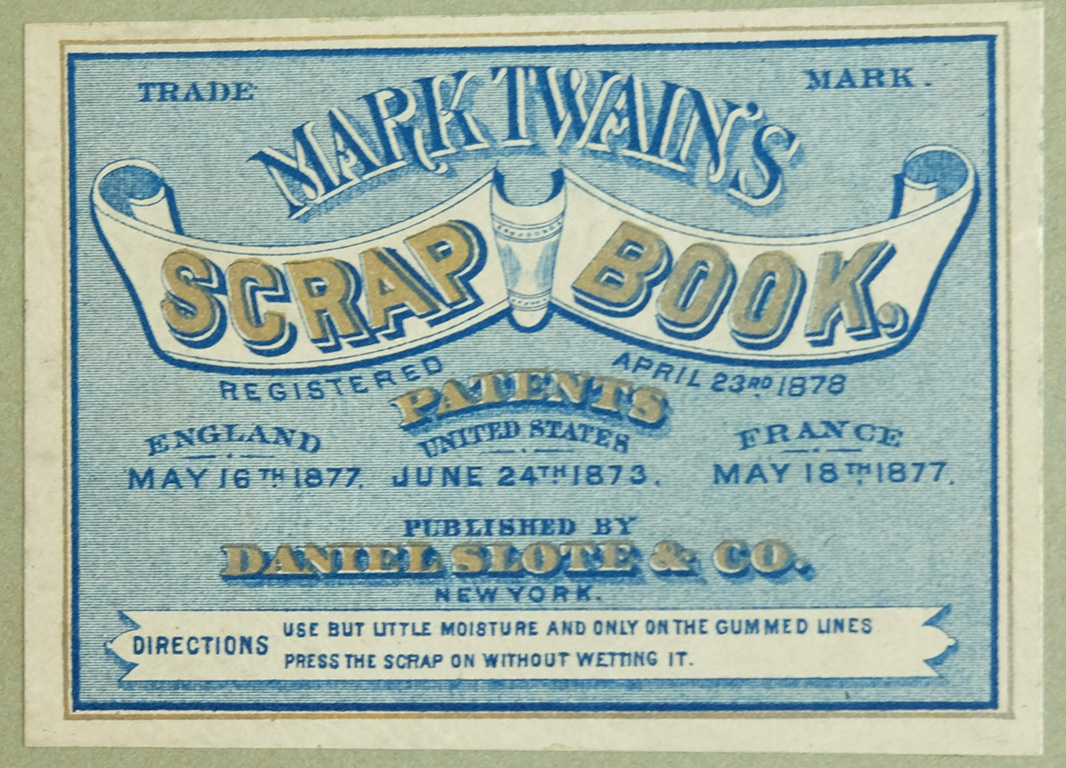 TRADE MARK.
MARK TWAIN'S
SCRAP BOOK.
REGISTERED APRIL 23RD 1878
PATENTS
ENGLAND UNITED STATES FRANCE
MAY 16TH 1877. JUNE 24TH 1873. MAY 18TH 1877.
PUBLISHED BY
DANIEL SLOTE & CO.
NEW YORK.
DIRECTIONS USE BUT LITTLE MOISTURE AND ONLY ON THE GUMMED LINES
PRESS THE SCRAP ON WITHOUT WETTING IT.